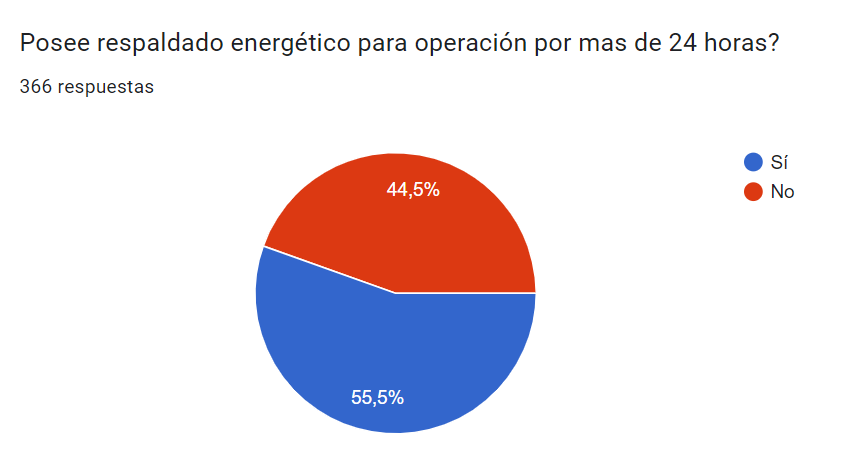 Posee respaldado energético para operación por mas de 24 horas?
366 respuestas
Sí
No
44,5%
55,5%